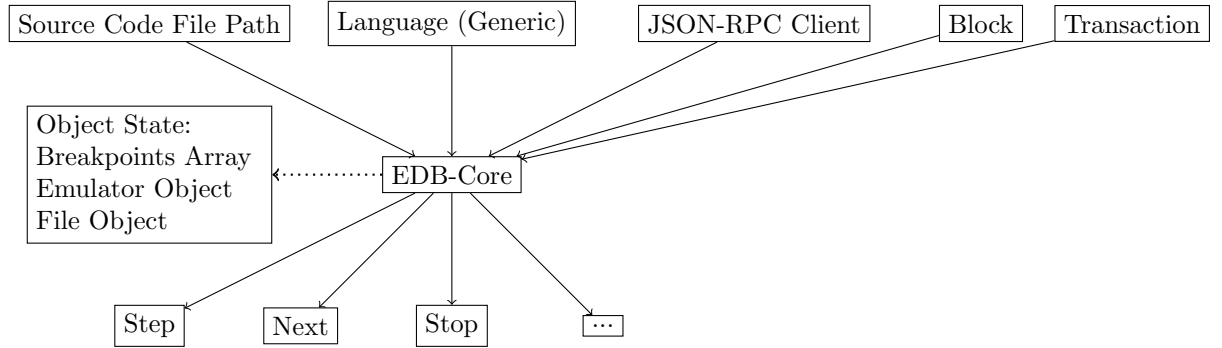 Source Code File Path
Language (Generic)
JSON-RPC Client
Block
Transaction
Object State:
Breakpoints Array
Emulator Object
File Object
EDB-Core
Step
Next
Stop
...